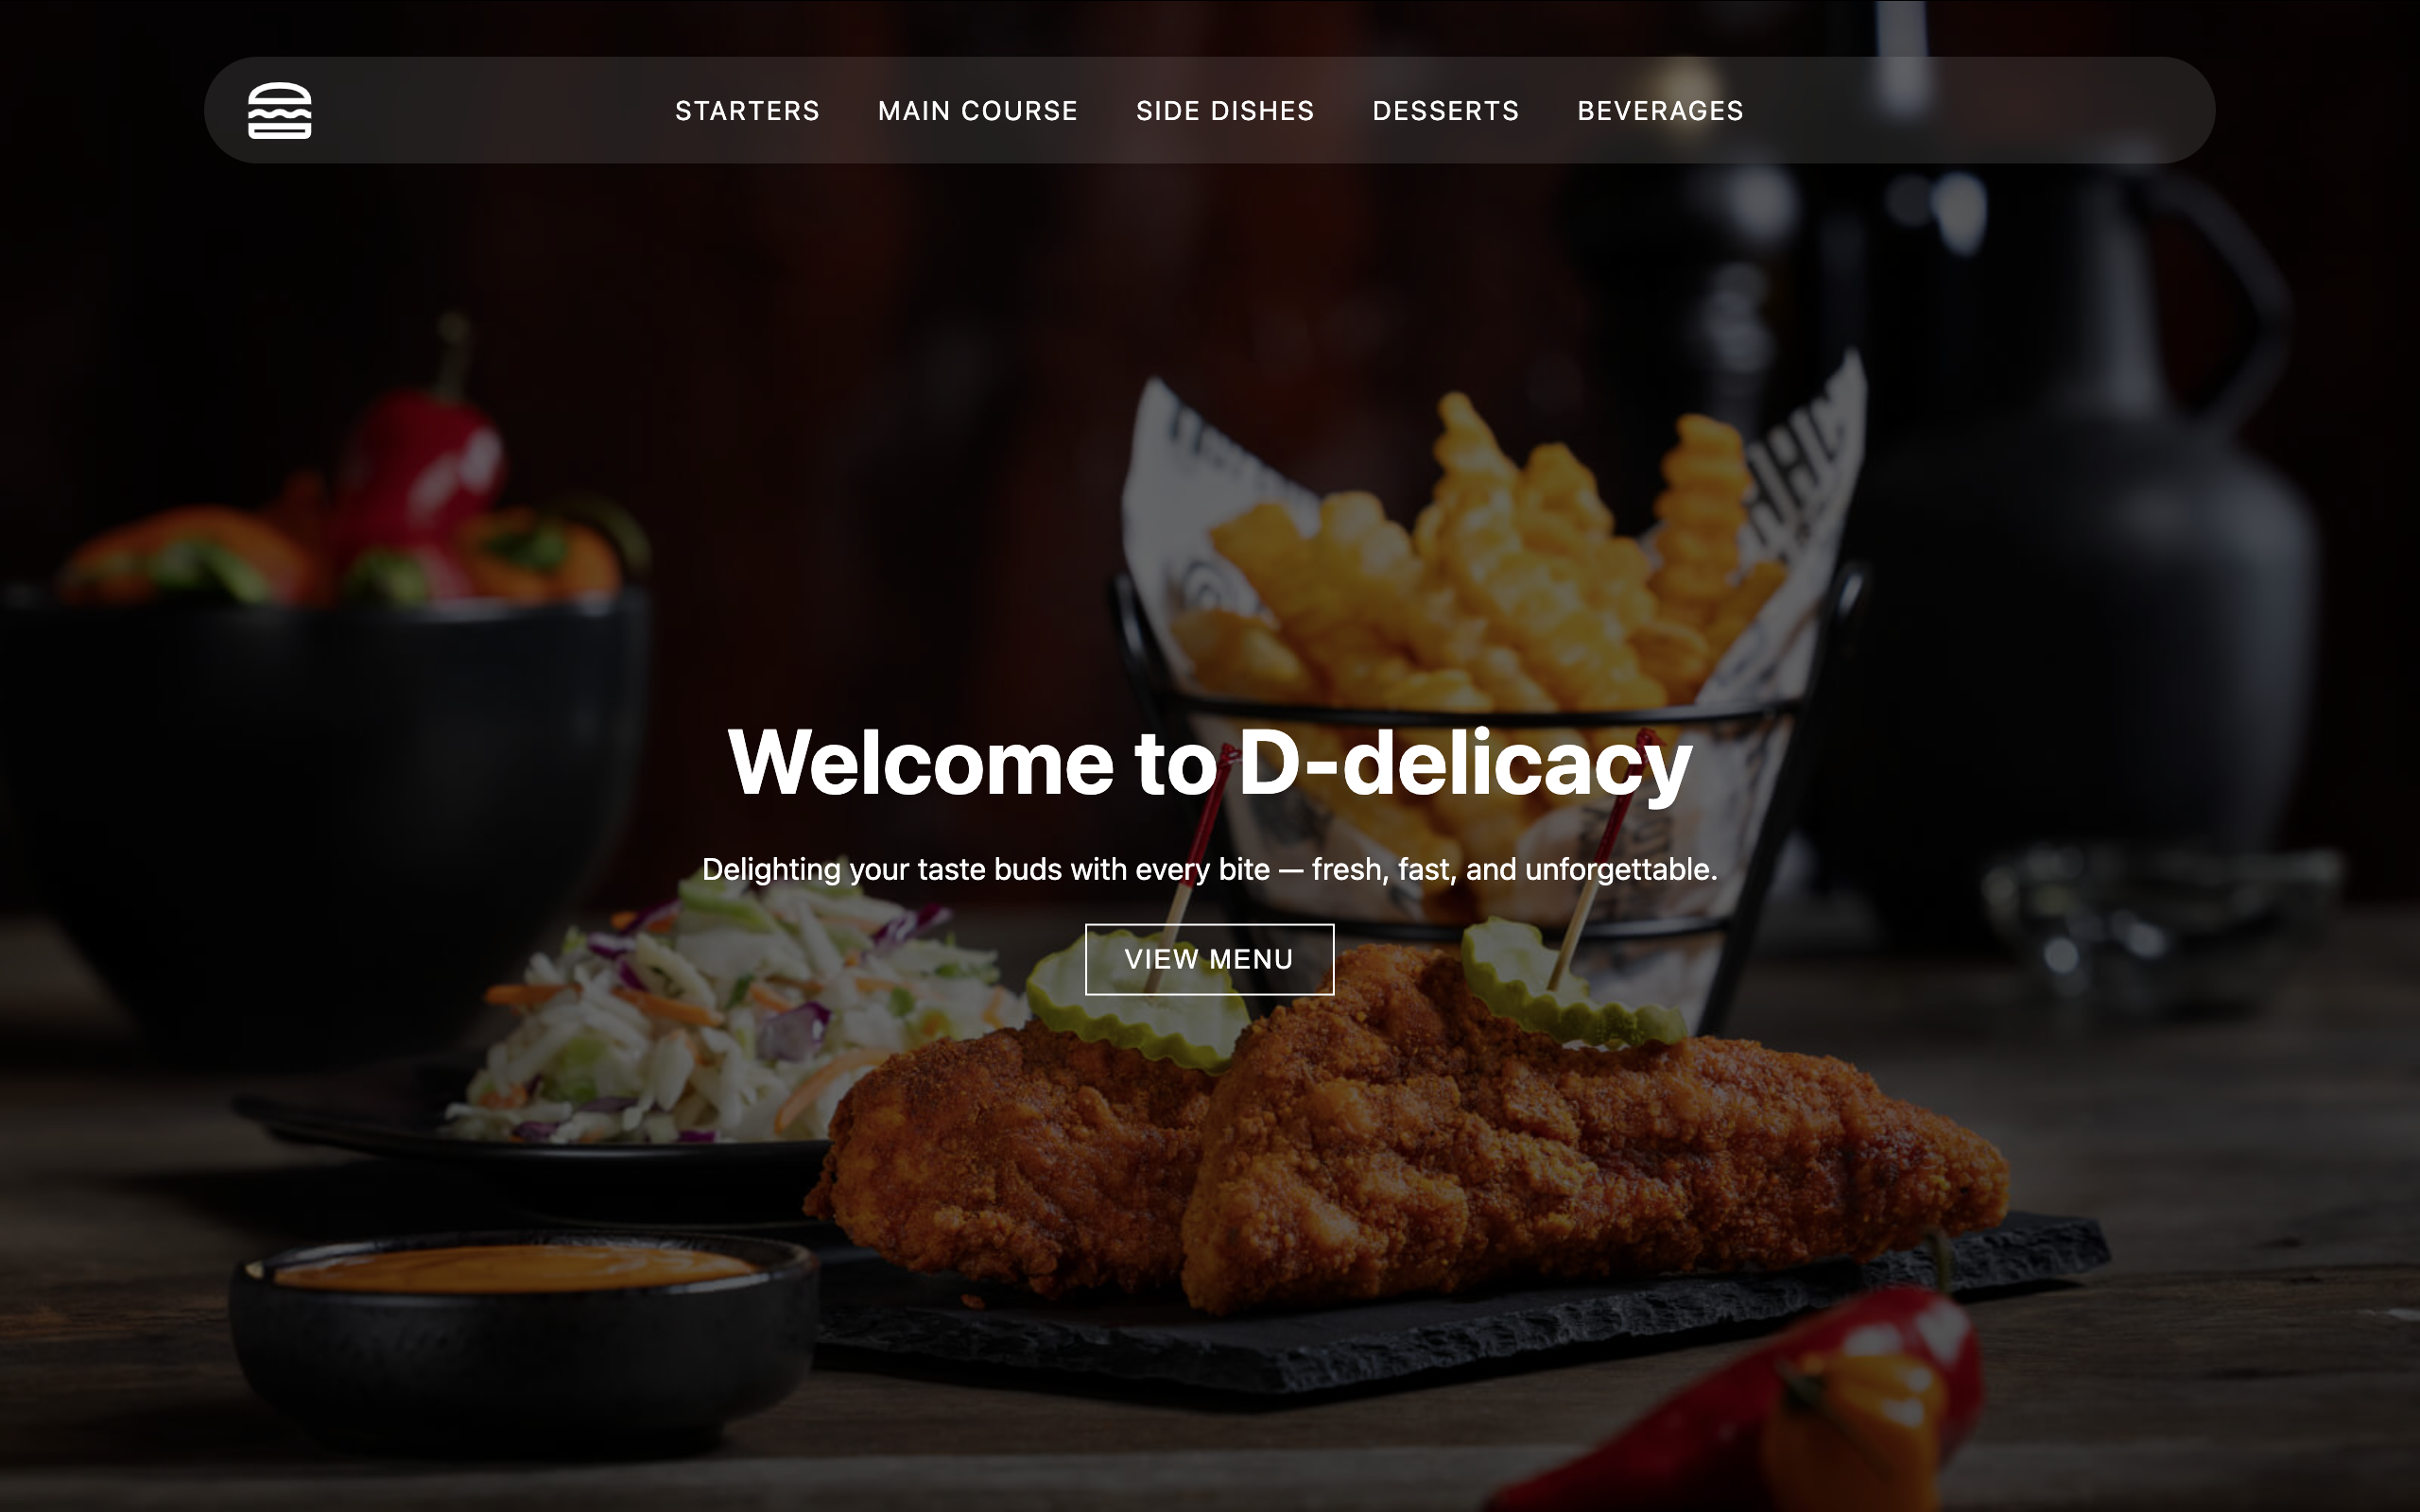 STARTERS MAIN COURSE SIDE DISHES DESSERTS BEVERAGES
Welcome to D-delicacy
Delighting your taste buds with every bite — fresh, fast, and unforgettable.
VIEW MENU